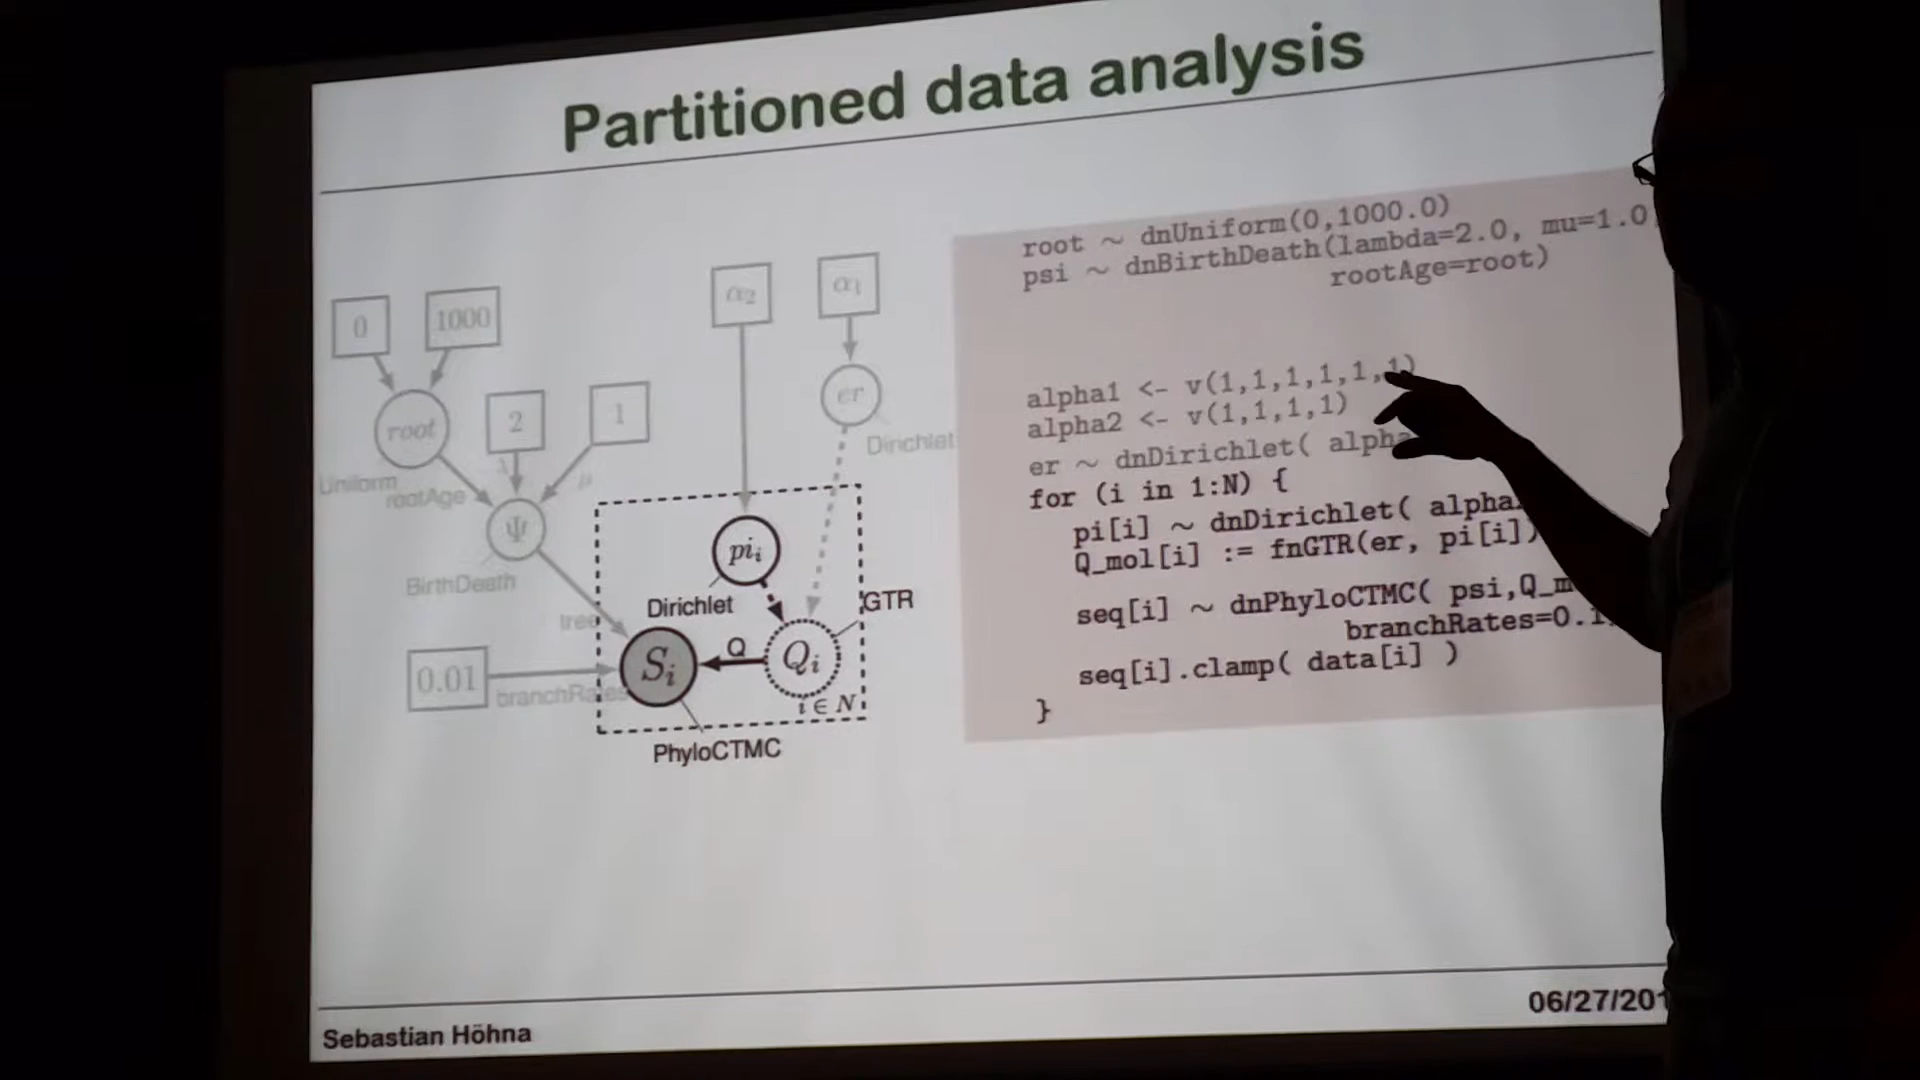 Partitioned data analysis
0
1000
α2
α1
root
2
1
er
Uniform
rootAge
λ
μ
Dirichlet
Ψ
BirthDeath
tree
pi i
Dirichlet
GTR
Q
Si
Qi
0.01
branchRates
i ∈ N
PhyloCTMC
root ~ dnUniform(0,1000.0)
psi ~ dnBirthDeath(lambda=2.0, mu=1.0,
rootAge=root)
alpha1 <- v(1,1,1,1,1,1)
alpha2 <- v(1,1,1,1)
er ~ dnDirichlet( alpha
for (i in 1:N) {
pi[i] ~ dnDirichlet( alpha
Q_mol[i] := fnGTR(er, pi[i])
seq[i] ~ dnPhyloCTMC( psi,Q_m
branchRates=0.
seq[i].clamp( data[i] )
}
Sebastian Höhna
06/27/201